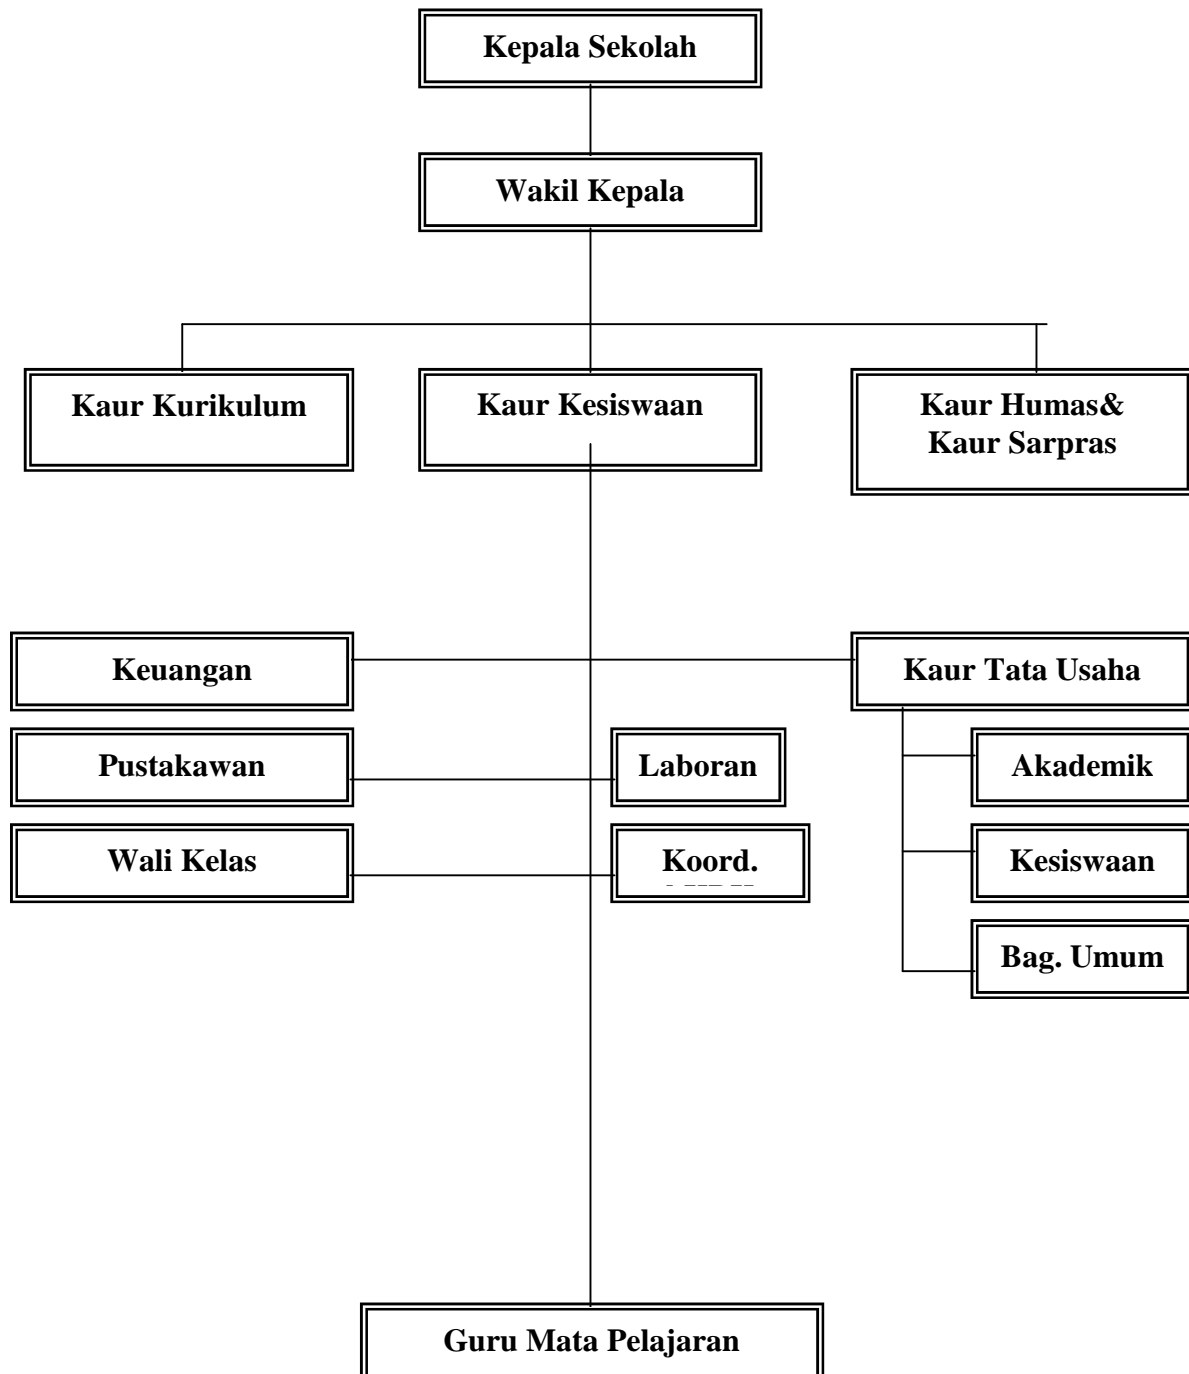 Kepala Sekolah
Wakil Kepala
Kaur Kurikulum
Kaur Kesiswaan
Kaur Humas&
Kaur Sarpras
Keuangan
Kaur Tata Usaha
Pustakawan
Laboran
Akademik
Wali Kelas
Koord.
Kesiswaan
Bag. Umum
Guru Mata Pelajaran